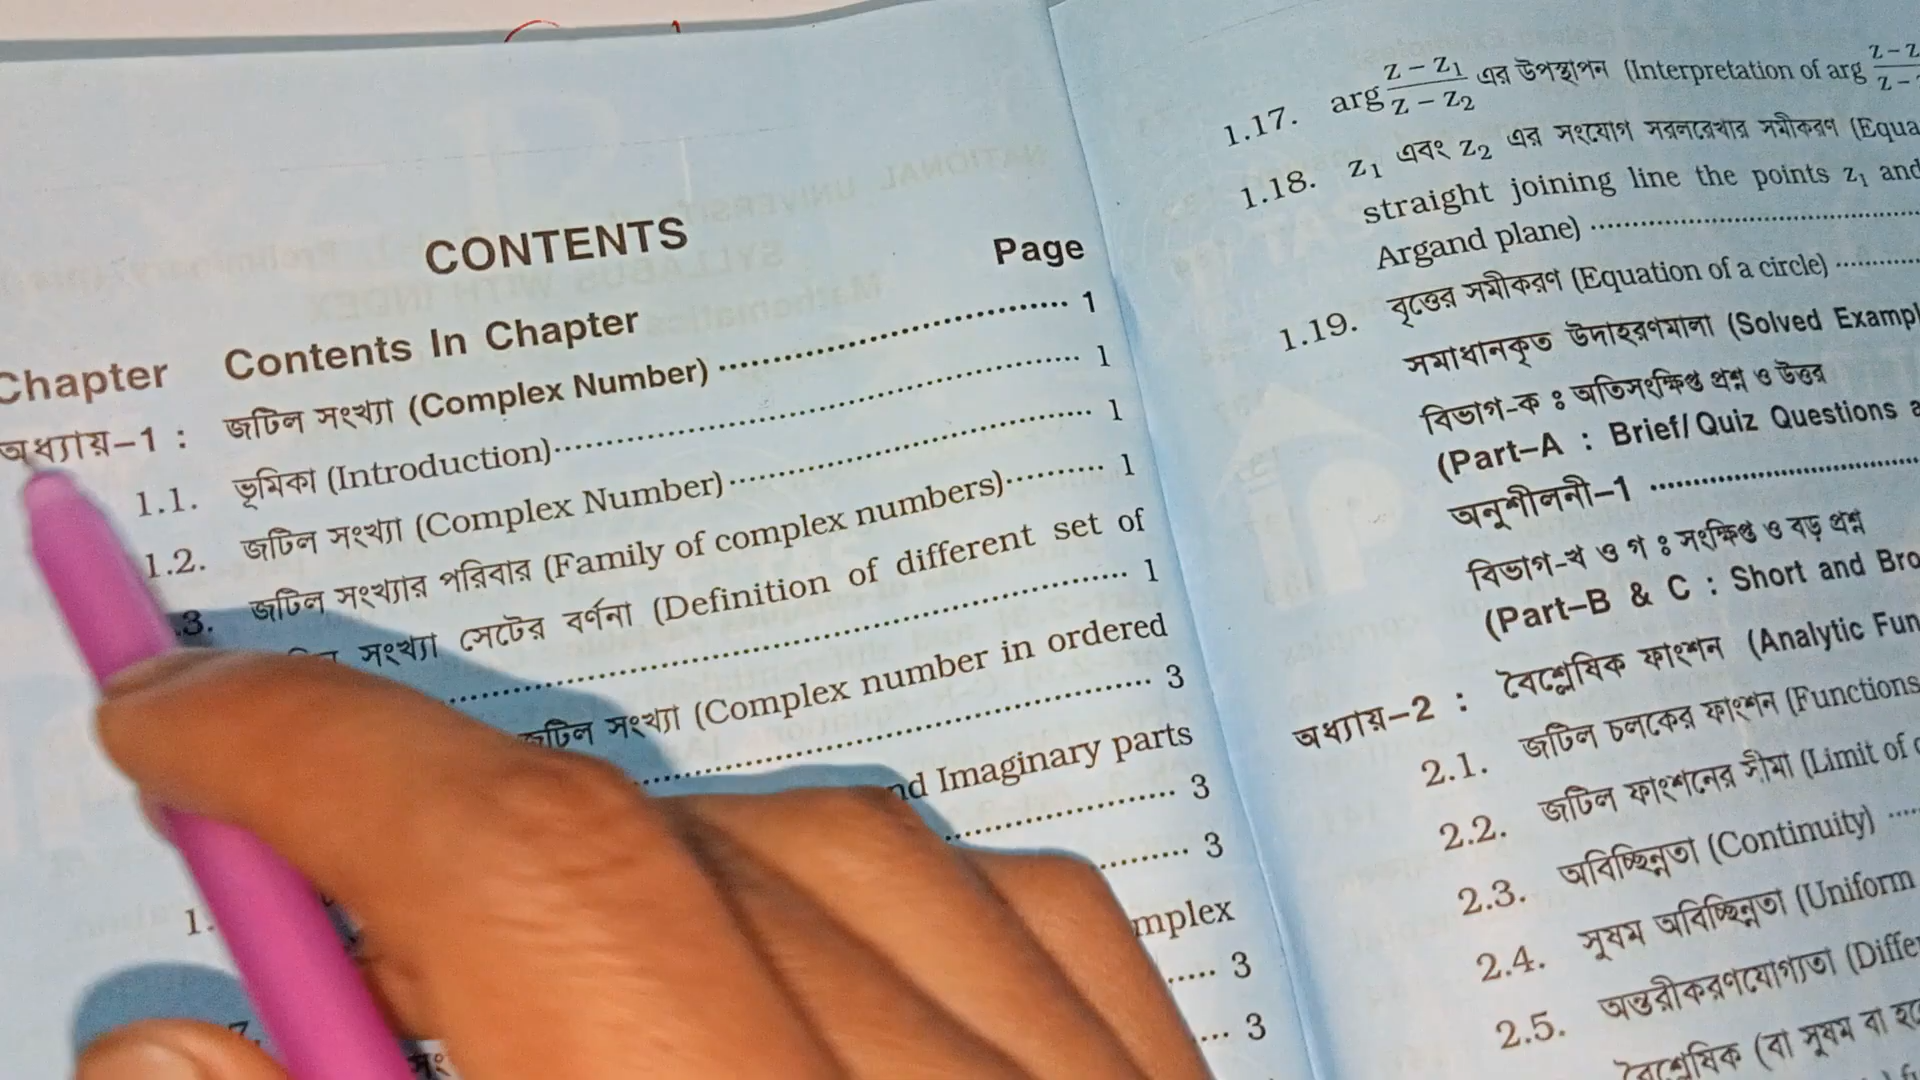 CONTENTS
Page
Chapter Contents In Chapter
অধ্যায়–1 : জটিল সংখ্যা (Complex Number) .......... 1
1.1. ভূমিকা (Introduction) .......... 1
1.2. জটিল সংখ্যা (Complex Number) .......... 1
.3. জটিল সংখ্যার পরিবার (Family of complex numbers) .......... 1
সংখ্যা সেটের বর্ণনা (Definition of different set of
.......... 1
জটিল সংখ্যা (Complex number in ordered
.......... 3
nd Imaginary parts
.......... 3
.......... 3
1.
mplex
..... 3
... 3
1.17. arg (z – z₁)/(z – z₂) এর উপস্থাপন (Interpretation of arg
1.18. z₁ এবং z₂ এর সংযোগ সরলরেখার সমীকরণ (Equa
straight joining line the points z₁ and
Argand plane) ..........
1.19. বৃত্তের সমীকরণ (Equation of a circle) ..........
সমাধানকৃত উদাহরণমালা (Solved Exampl
বিভাগ-ক ঃ অতিসংক্ষিপ্ত প্রশ্ন ও উত্তর
(Part–A : Brief/Quiz Questions a
অনুশীলনী–1 ..........
বিভাগ-খ ও গ ঃ সংক্ষিপ্ত ও বড় প্রশ্ন
(Part–B & C : Short and Bro
অধ্যায়–2 : বৈশ্লেষিক ফাংশন (Analytic Fun
2.1. জটিল চলকের ফাংশন (Functions
2.2. জটিল ফাংশনের সীমা (Limit of
2.3. অবিচ্ছিন্নতা (Continuity) ....
2.4. সুষম অবিচ্ছিন্নতা (Uniform
2.5. অন্তরীকরণযোগ্যতা (Differ
বৈশ্লেষিক (বা সুষম বা